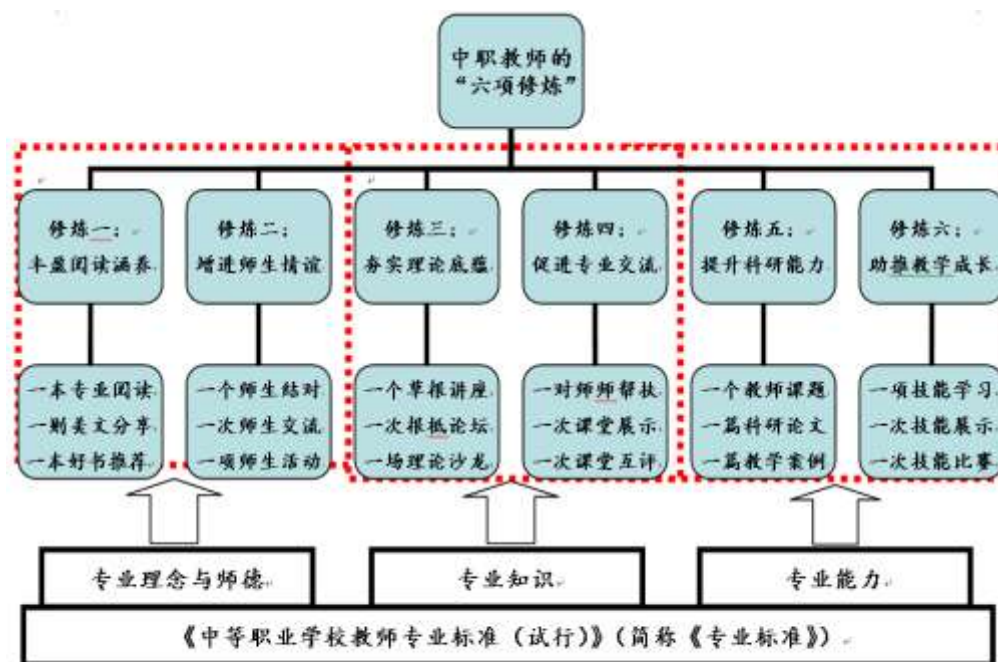 中职教师的
“六项修炼”
修炼一：
丰盈阅读涵养
修炼二：
增进师生情谊
修炼三：
夯实理论底蕴
修炼四：
促进专业交流
修炼五：
提升科研能力
修炼六：
助推教学成长
一本专业阅读
一则美文分享
一本好书推荐
一个师生结对
一次师生交流
一项师生活动
一个草根讲座
一次根柢论坛
一场理论沙龙
一对师师帮扶
一次课堂展示
一次课堂互评
一个教师课题
一篇科研论文
一篇教学案例
一项技能学习
一次技能展示
一次技能比赛
专业理念与师德
专业知识
专业能力
《中等职业学校教师专业标准（试行）》（简称《专业标准》）